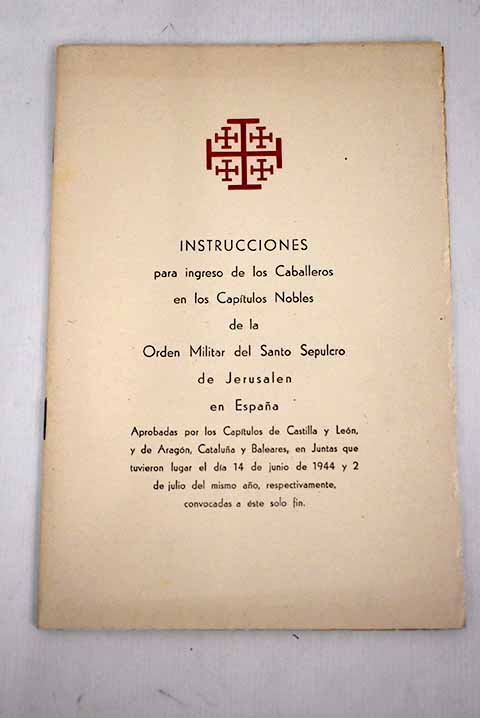 INSTRUCCIONES
para ingreso de los Caballeros
en los Capítulos Nobles
de la
Orden Militar del Santo Sepulcro
de Jerusalen
en España
Aprobadas por los Capítulos de Castilla y León,
y de Aragón, Cataluña y Baleares, en Juntas que
tuvieron lugar el día 14 de junio de 1944 y 2
de julio del mismo año, respectivamente,
convocadas a éste solo fin.